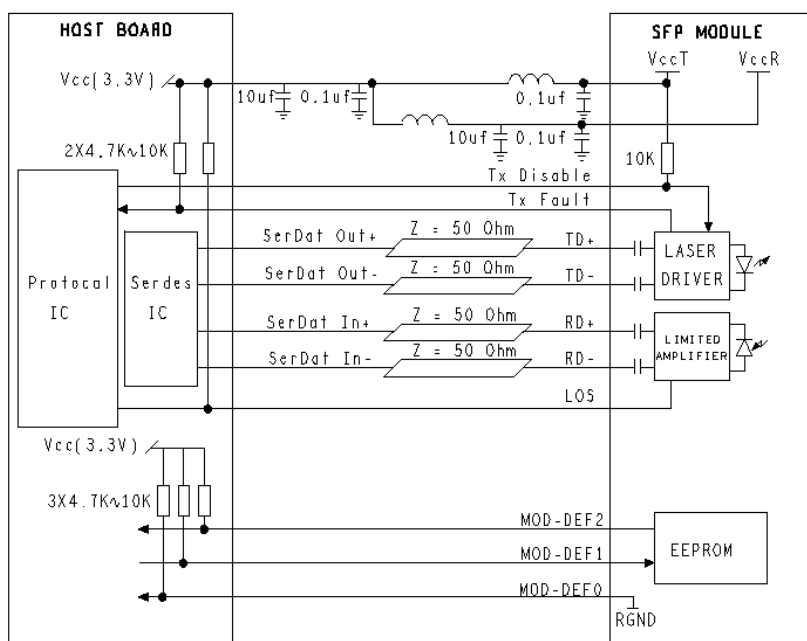 HOST BOARD
SFP MODULE
VccT
VccR
Vcc(3.3V)
10uf
0.1uf
0.1uf
10uf
0.1uf
2X4.7K~10K
10K
Tx Disable
Tx Fault
Protocal
IC
Serdes
IC
SerDat Out+
Z = 50 Ohm
TD+
SerDat Out-
Z = 50 Ohm
TD-
LASER
DRIVER
SerDat In+
Z = 50 Ohm
RD+
SerDat In-
Z = 50 Ohm
RD-
LIMITED
AMPLIFIER
LOS
Vcc(3.3V)
3X4.7K~10K
MOD-DEF2
MOD-DEF1
MOD-DEF0
EEPROM
RGND